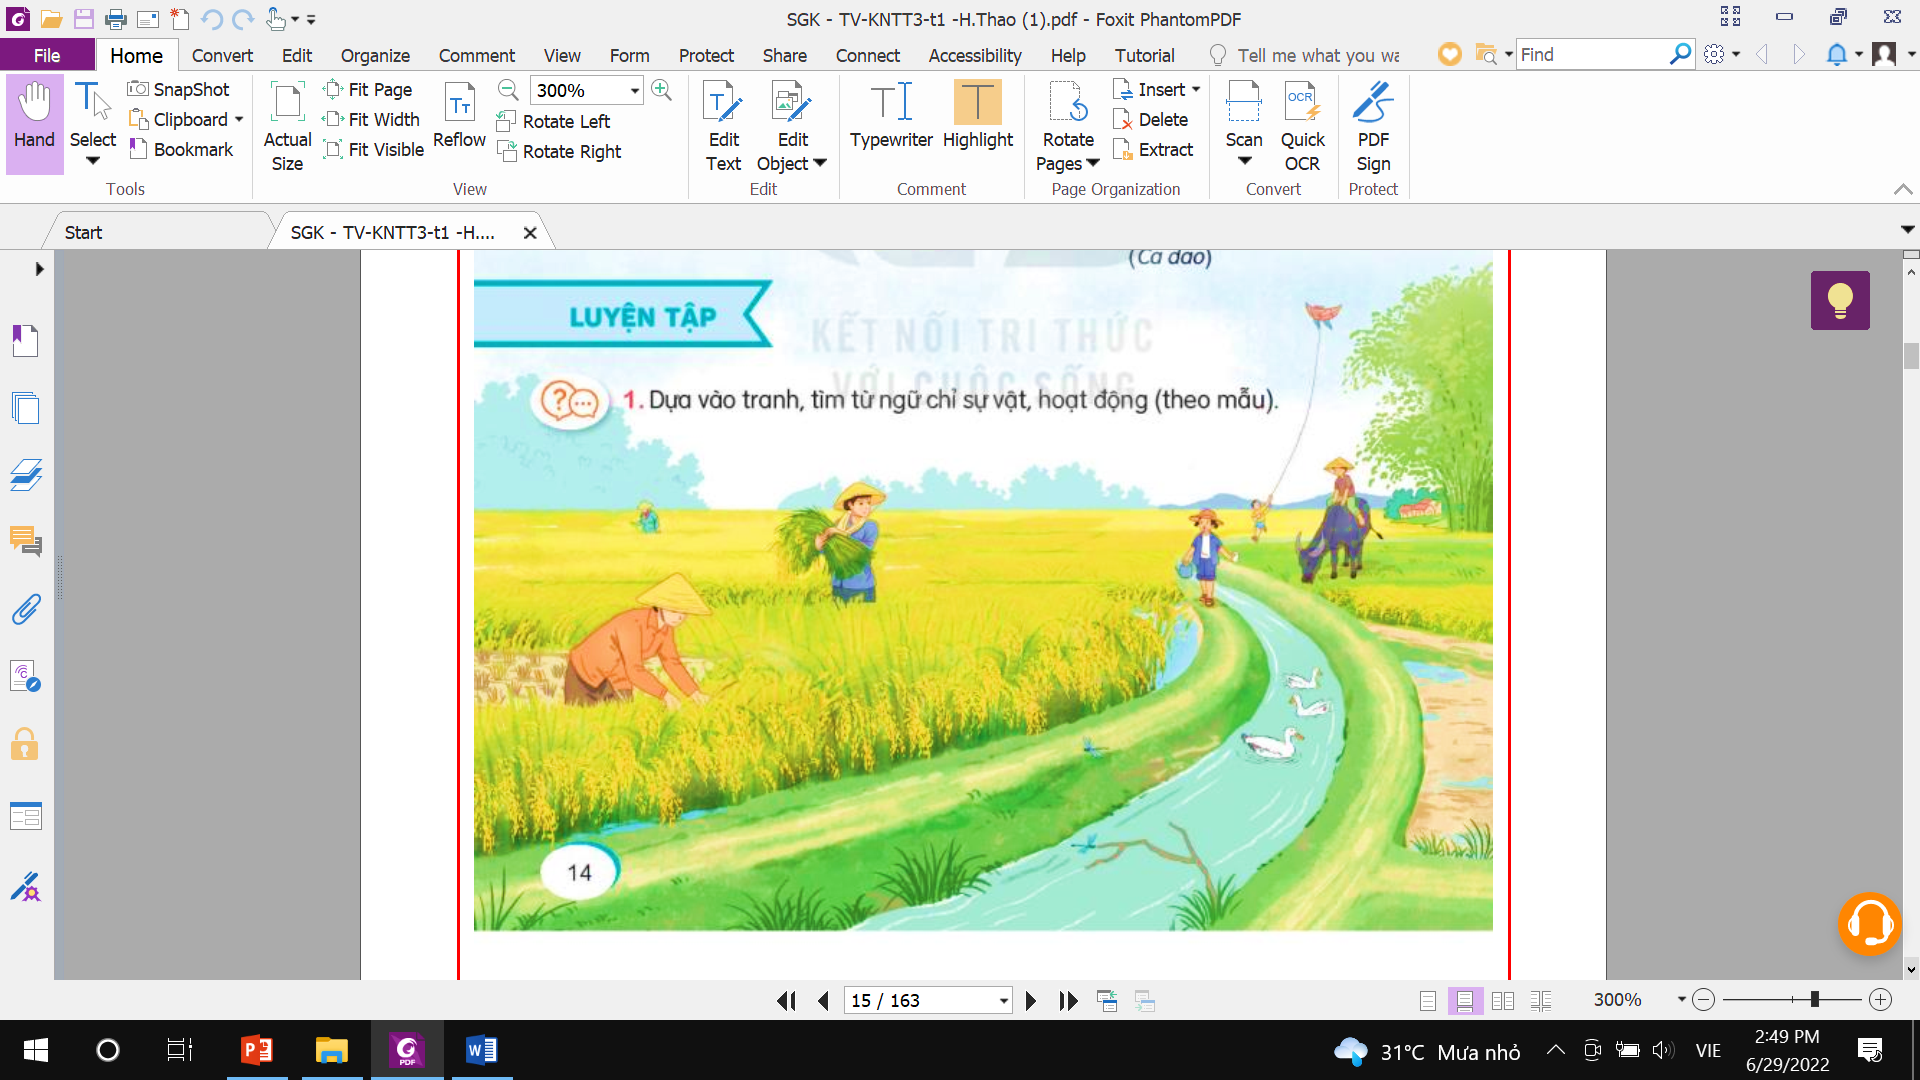 SGK - TV-KNTT3-t1 -H.Thao (1).pdf - Foxit PhantomPDF
File Home Convert Edit Organize Comment View Form Protect Share Connect Accessibility Help Tutorial Tell me what you wa Find
Hand
Select
SnapShot
Clipboard
Bookmark
Tools
Actual Size
Fit Page
Fit Width
Fit Visible
Reflow
300%
Rotate Left
Rotate Right
View
Edit Text
Edit Object
Edit
Typewriter
Highlight
Comment
Rotate Pages
Insert
Delete
Extract
Page Organization
Scan
Quick OCR
Convert
PDF Sign
Protect
Start
SGK - TV-KNTT3-t1 -H....
(Ca dao)
LUYỆN TẬP
KẾT NỐI TRI THỨC
VỚI CUỘC SỐNG
1. Dựa vào tranh, tìm từ ngữ chỉ sự vật, hoạt động (theo mẫu).
14
15 / 163
300%
31°C Mưa nhỏ
VIE
2:49 PM
6/29/2022